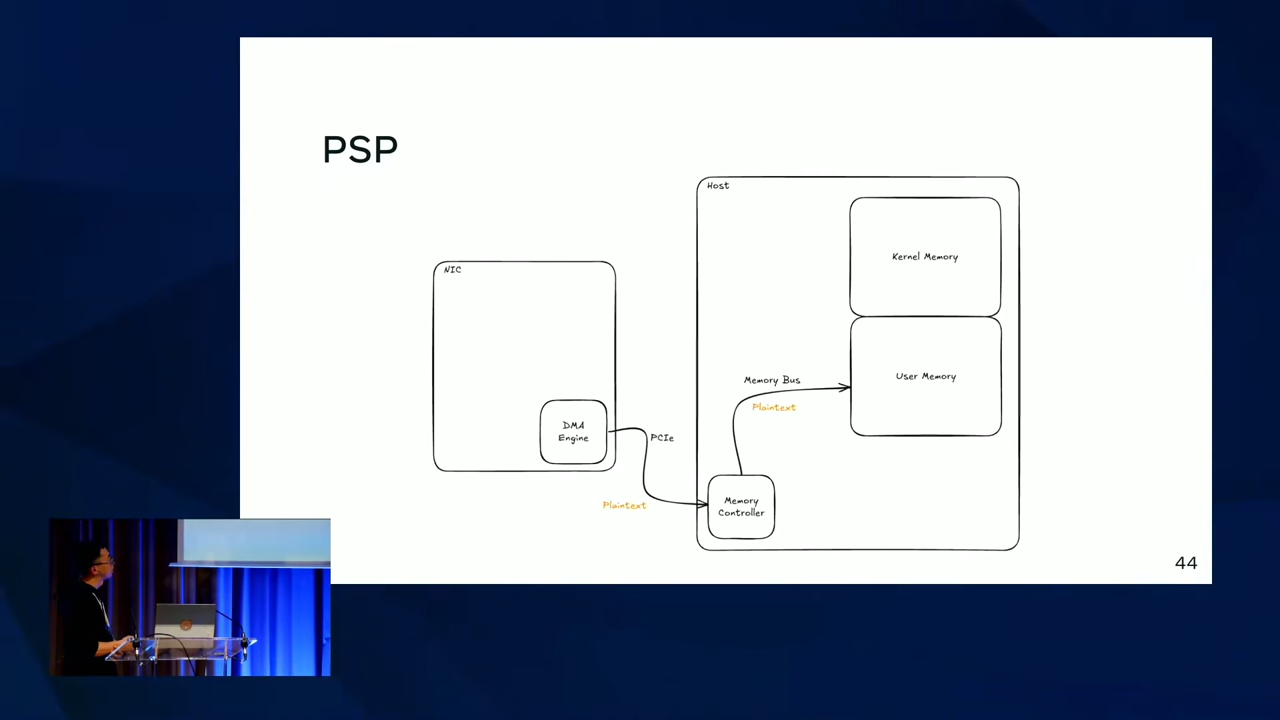 PSP
Host
Kernel Memory
NIC
User Memory
Memory Bus
Plaintext
DMA
Engine
PCIe
Plaintext
Memory
Controller
44